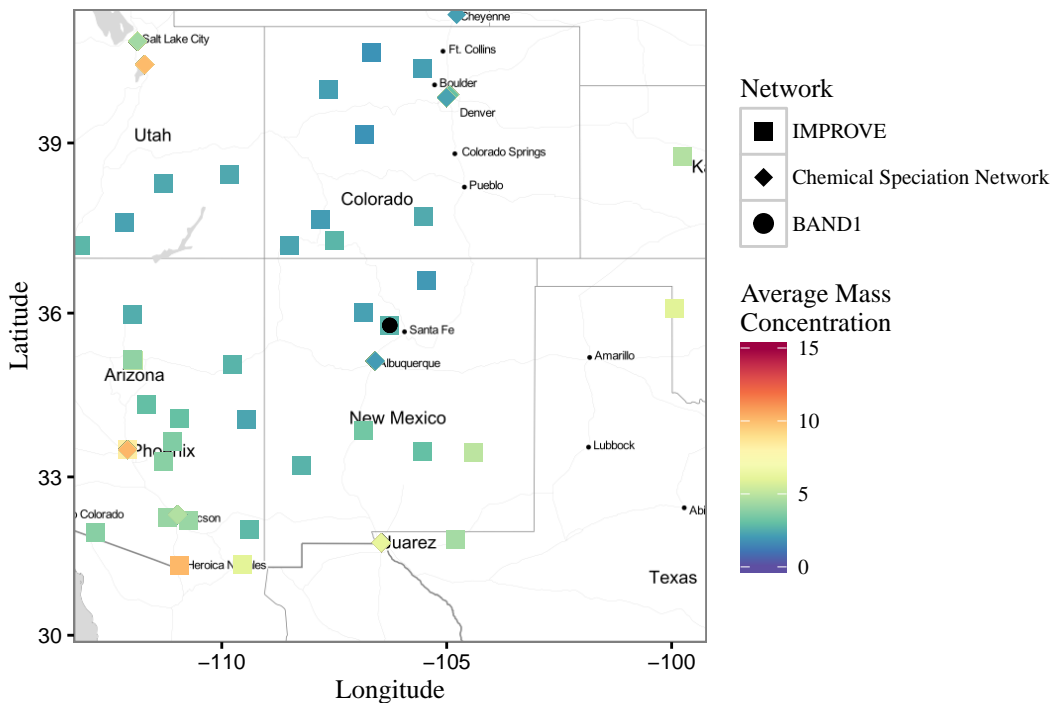 Cheyenne
Salt Lake City
Ft. Collins
Boulder
Denver
Utah
Colorado Springs
Pueblo
Colorado
Santa Fe
Albuquerque
Amarillo
Arizona
New Mexico
Phoenix
Lubbock
Colorado
Juarez
Texas
39
36
33
30
Latitude
−110
−105
−100
Longitude
Network
IMPROVE
Chemical Speciation Network
BAND1
Average Mass
Concentration
15
10
5
0